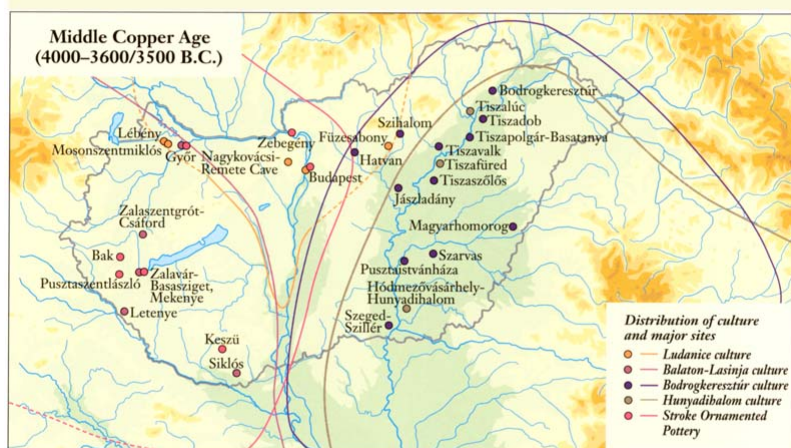 Middle Copper Age
(4000–3600/3500 B.C.)
Bodrogkeresztúr
Tiszalúc
Tiszadob
Szihalom
Lébény
Zebegény
Füzesabony
Tiszapolgár-Basatanya
Mosonszentmiklós
Győr
Nagykovácsi-
Remete Cave
Hatvan
Tiszavalk
Tiszafüred
Budapest
Tiszaszőlős
Jászladány
Zalaszentgrót-
Csáford
Magyarhomorog
Bak
Szarvas
Pusztaistvánháza
Pusztaszentlászló
Zalavár-
Basasziget,
Mekenye
Hódmezővásárhely-
Hunyadihalom
Letenye
Szeged-
Szillér
Keszü
Siklós
Distribution of culture
and major sites
Ludanice culture
Balaton-Lasinja culture
Bodrogkeresztúr culture
Hunyadihalom culture
Stroke Ornamented
Pottery